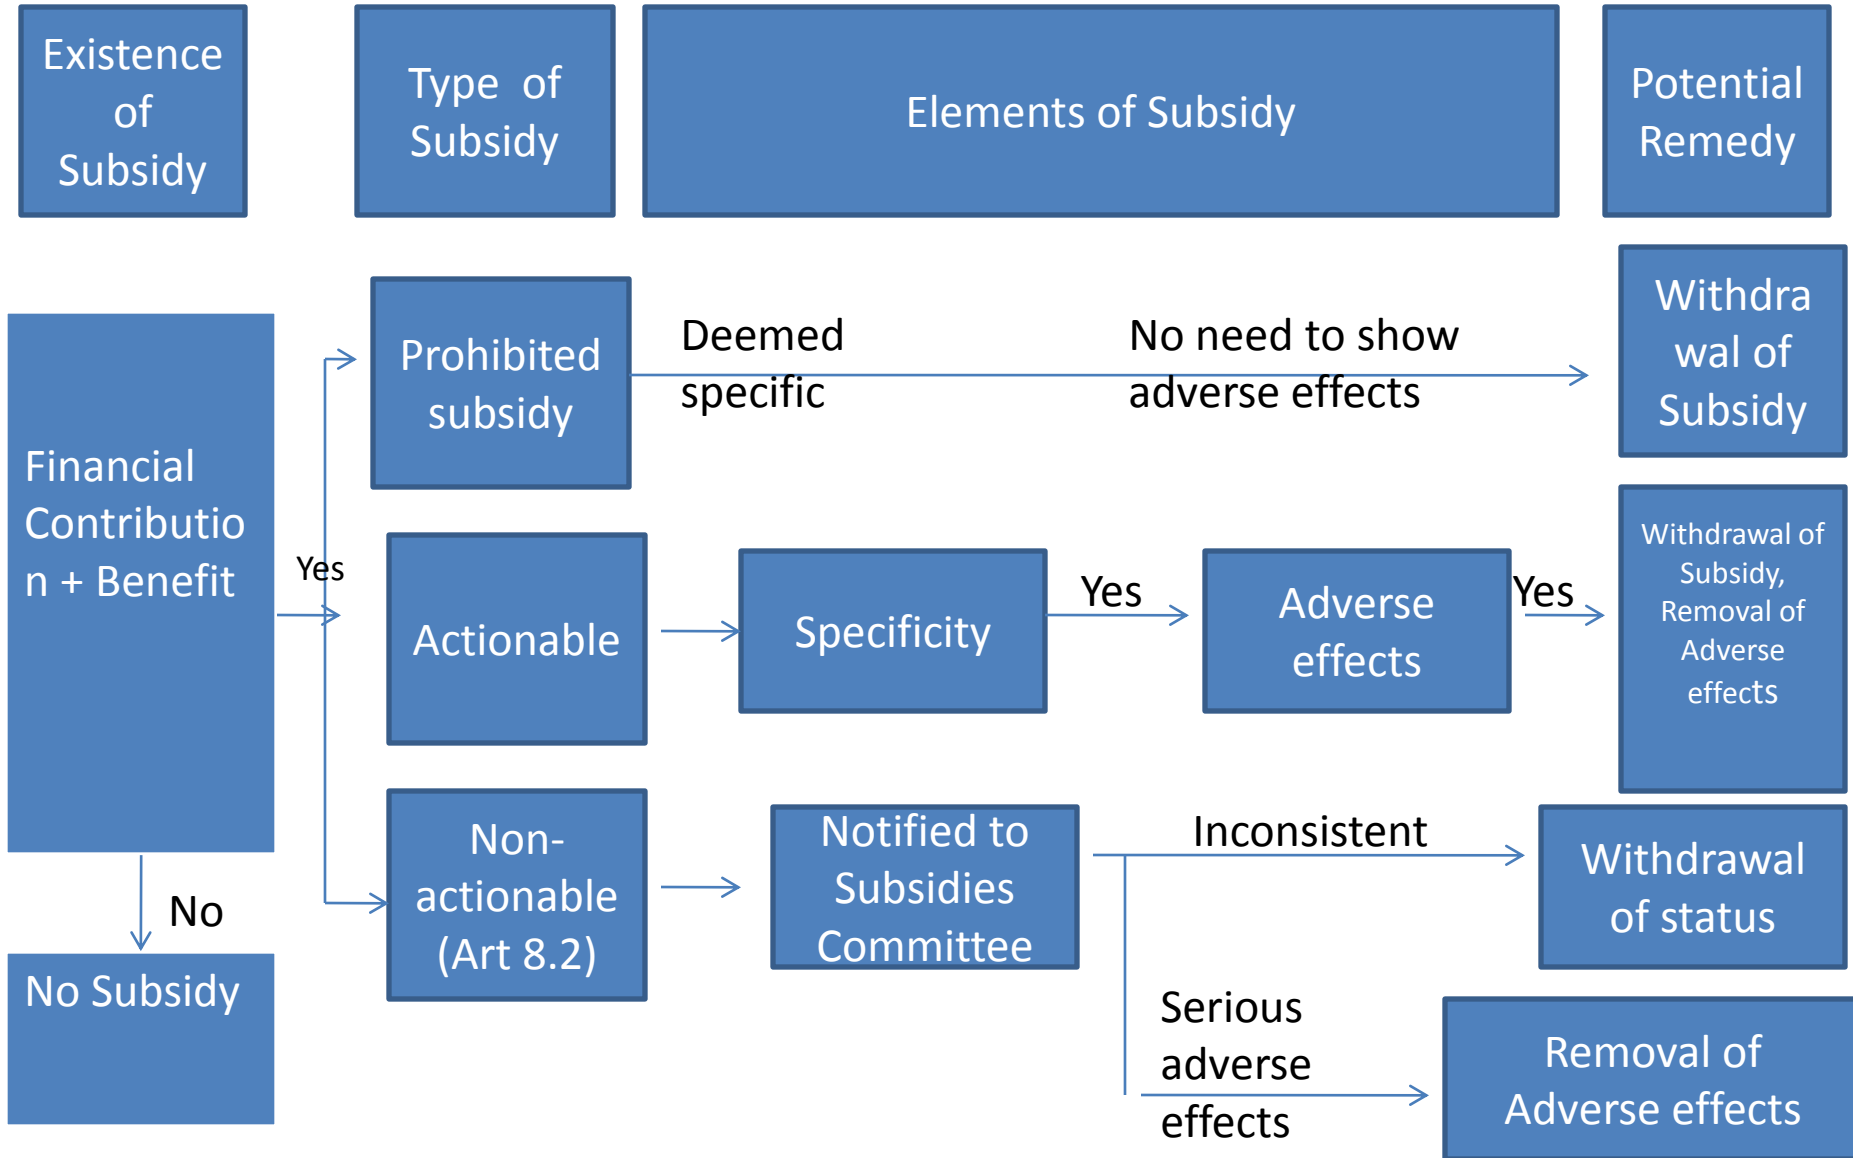 Existence
of
Subsidy
Type of
Subsidy
Elements of Subsidy
Potential
Remedy
Financial
Contributio
n + Benefit
Yes
No
No Subsidy
Prohibited
subsidy
Deemed
specific
No need to show
adverse effects
Withdra
wal of
Subsidy
Actionable
Specificity
Yes
Adverse
effects
Yes
Withdrawal of
Subsidy,
Removal of
Adverse
effects
Non-
actionable
(Art 8.2)
Notified to
Subsidies
Committee
Inconsistent
Withdrawal
of status
Serious
adverse
effects
Removal of
Adverse effects